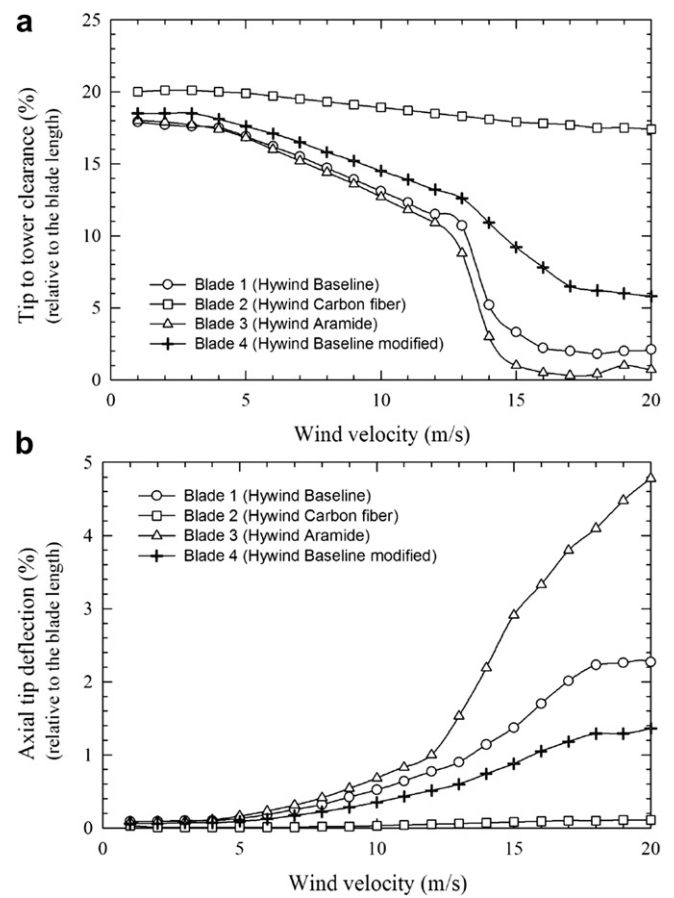 a
25
20
15
10
5
0
Tip to tower clearance (%)
(relative to the blade length)
Blade 1 (Hywind Baseline)
Blade 2 (Hywind Carbon fiber)
Blade 3 (Hywind Aramide)
Blade 4 (Hywind Baseline modified)
0 5 10 15 20
Wind velocity (m/s)
b
5
4
3
2
1
0
Axial tip deflection (%)
(relative to the blade length)
Blade 1 (Hywind Baseline)
Blade 2 (Hywind Carbon fiber)
Blade 3 (Hywind Aramide)
Blade 4 (Hywind Baseline modified)
0 5 10 15 20
Wind velocity (m/s)